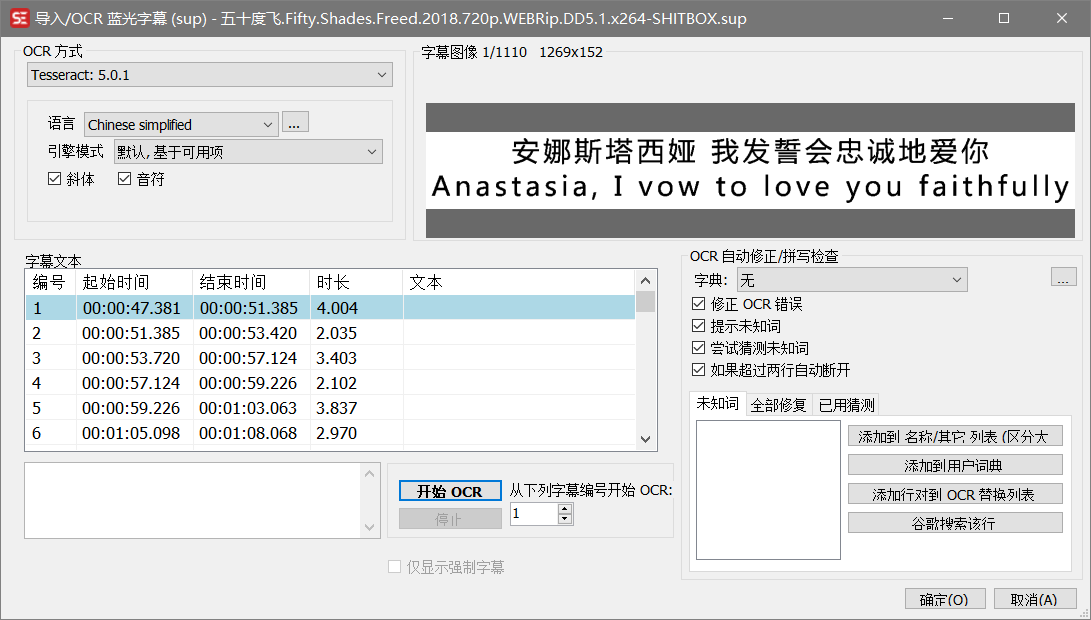 SE 导入/OCR 蓝光字幕 (sup) - 五十度飞.Fifty.Shades.Freed.2018.720p.WEBRip.DD5.1.x264-SHITBOX.sup
OCR 方式
Tesseract: 5.0.1
语言 Chinese simplified ...
引擎模式 默认, 基于可用项
斜体 音符
字幕图像 1/1110 1269x152
安娜斯塔西娅 我发誓会忠诚地爱你
Anastasia, I vow to love you faithfully
字幕文本
编号 起始时间 结束时间 时长 文本
1 00:00:47.381 00:00:51.385 4.004
2 00:00:51.385 00:00:53.420 2.035
3 00:00:53.720 00:00:57.124 3.403
4 00:00:57.124 00:00:59.226 2.102
5 00:00:59.226 00:01:03.063 3.837
6 00:01:05.098 00:01:08.068 2.970
开始 OCR
停止
从下列字幕编号开始 OCR:
1
仅显示强制字幕
OCR 自动修正/拼写检查
字典: 无 ...
修正 OCR 错误
提示未知词
尝试猜测未知词
如果超过两行自动断开
未知词 全部修复 已用猜测
添加到 名称/其它 列表 (区分大
添加到用户词典
添加行对到 OCR 替换列表
谷歌搜索该行
确定(O) 取消(A)